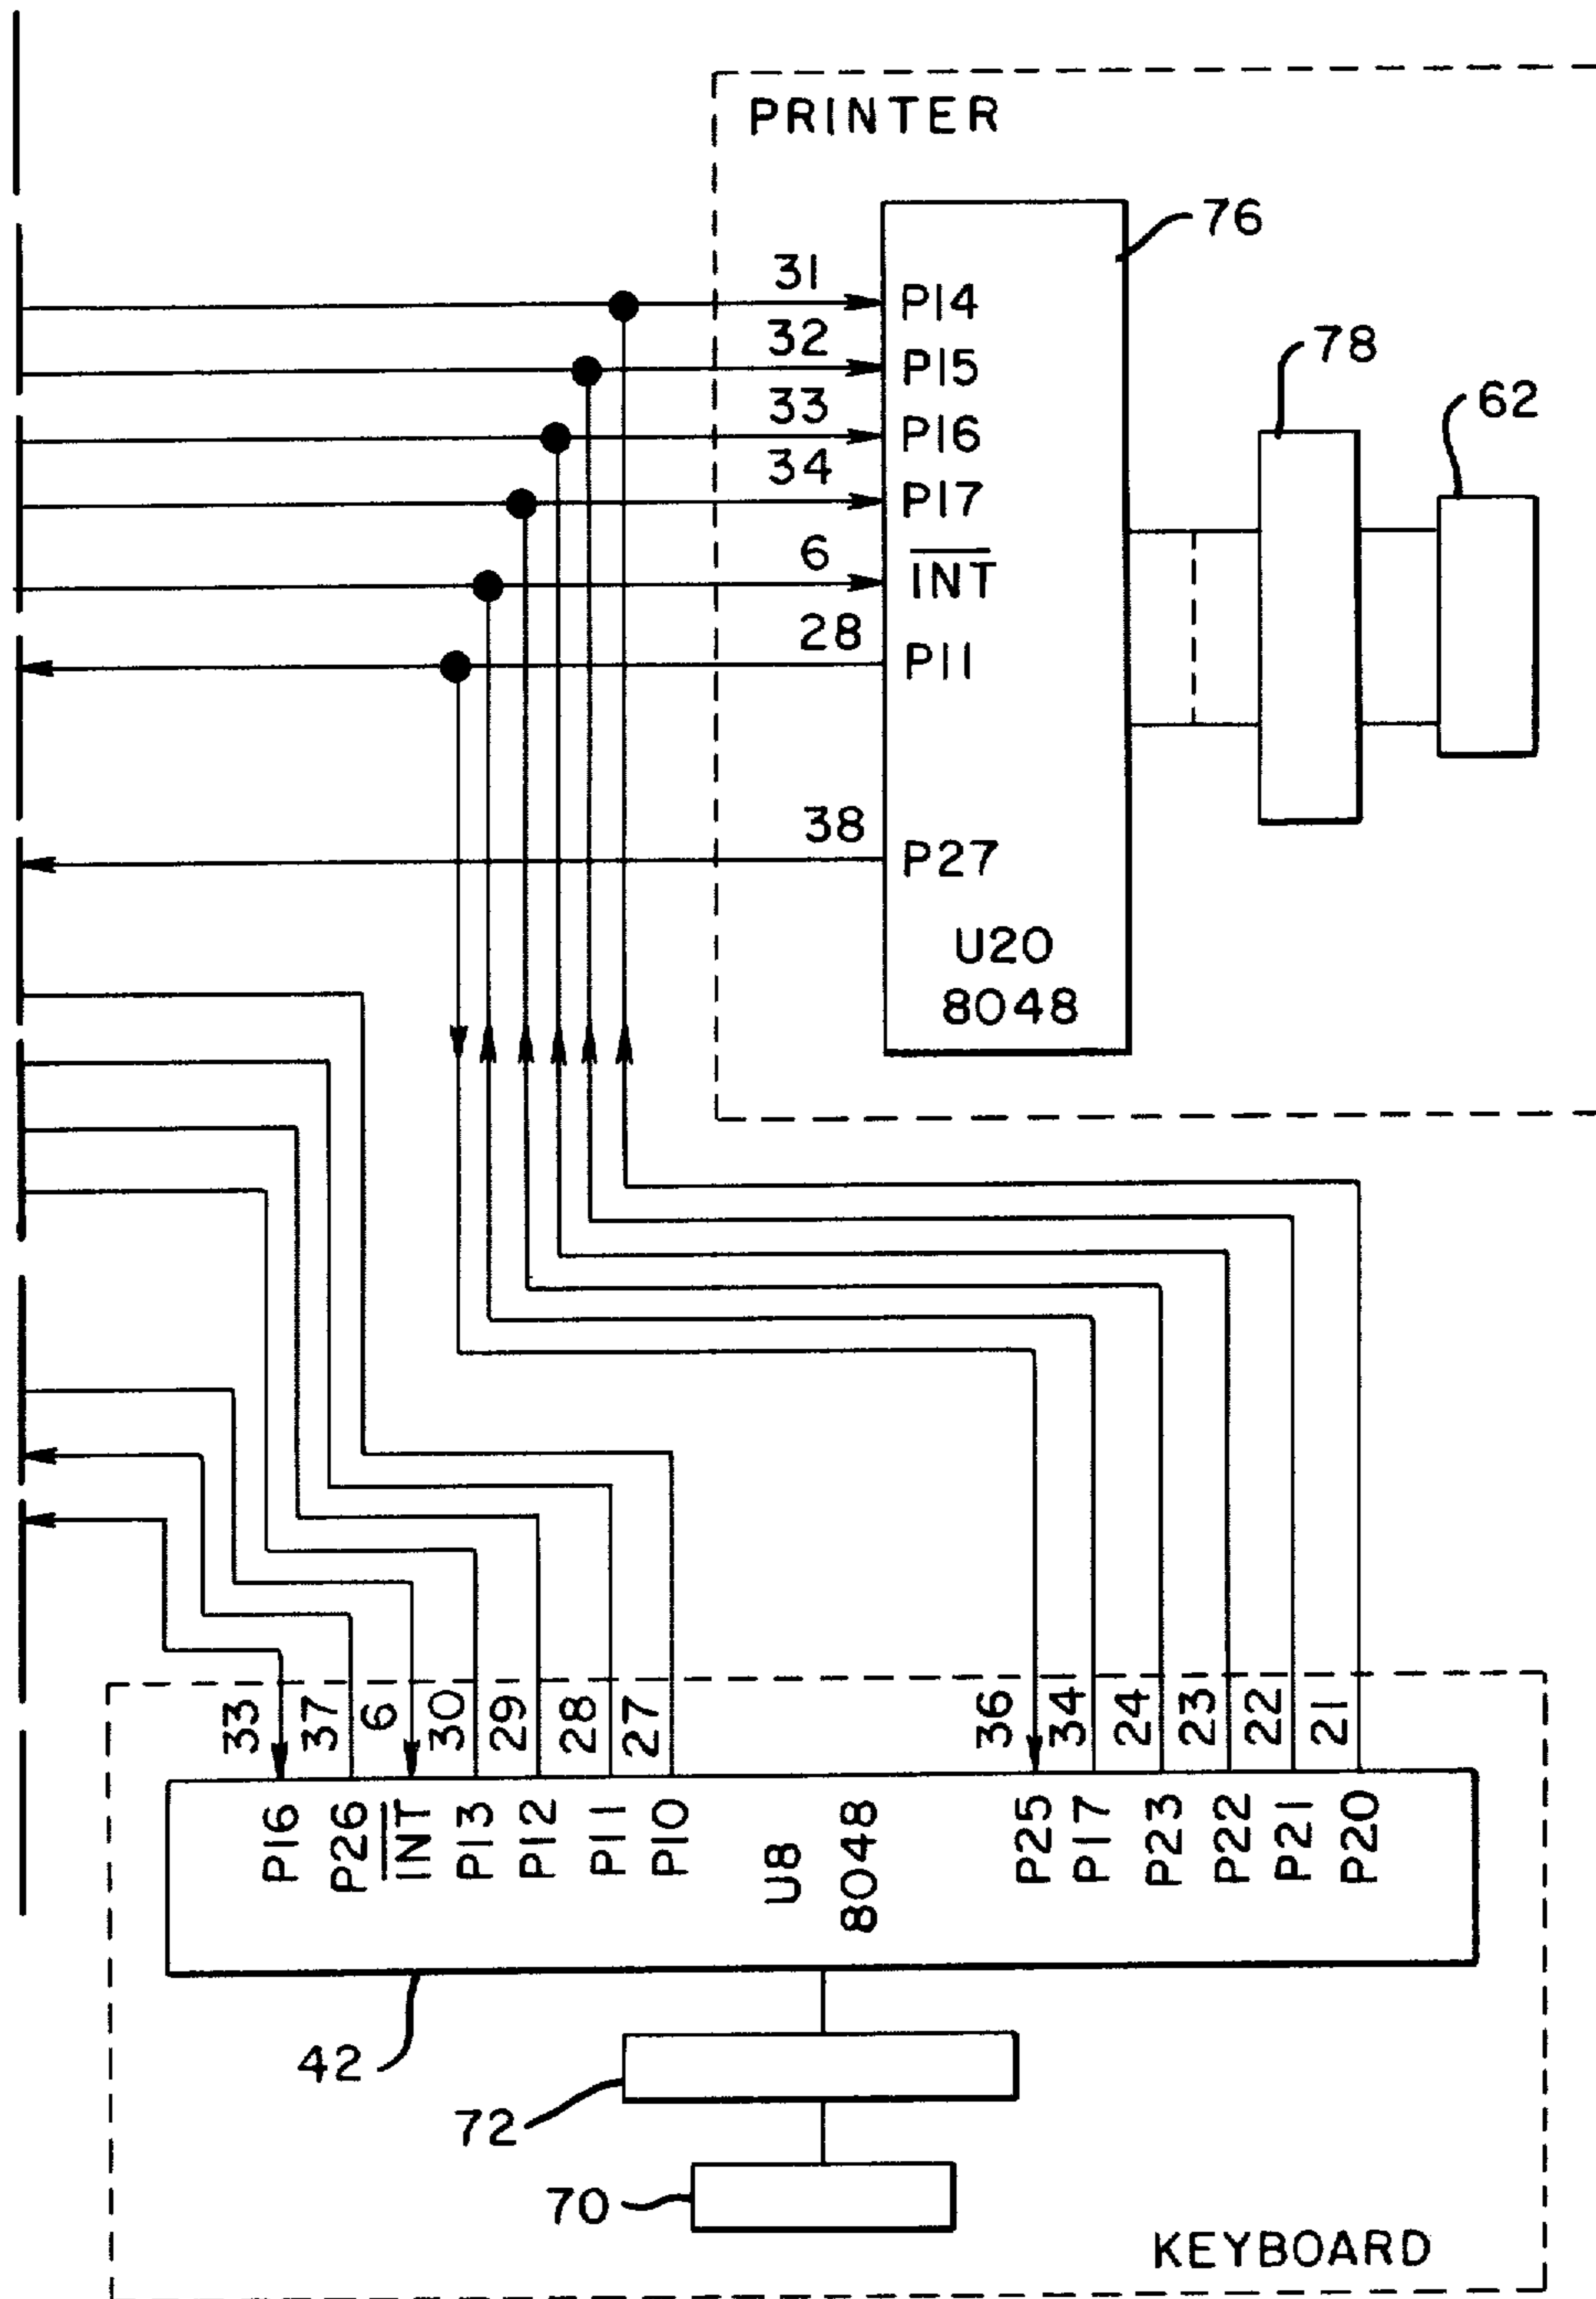 PRINTER
76
31
P14
32
P15
33
P16
34
P17
6
INT
28
P11
38
P27
U20
8048
78
62
33
37
6
30
29
28
27
36
34
24
23
22
21
P16
P26
INT
P13
P12
P11
P10
U8
8048
P25
P17
P23
P22
P21
P20
42
72
70
KEYBOARD